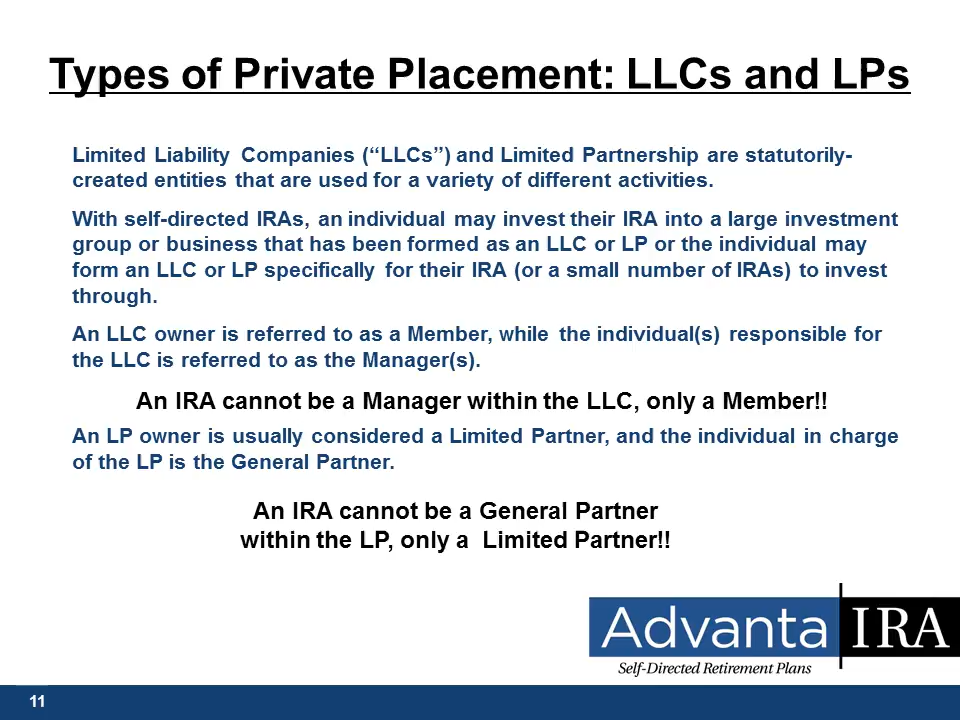 Types of Private Placement: LLCs and LPs
Limited Liability Companies (“LLCs”) and Limited Partnership are statutorily-
created entities that are used for a variety of different activities.
With self-directed IRAs, an individual may invest their IRA into a large investment
group or business that has been formed as an LLC or LP or the individual may
form an LLC or LP specifically for their IRA (or a small number of IRAs) to invest
through.
An LLC owner is referred to as a Member, while the individual(s) responsible for
the LLC is referred to as the Manager(s).
An IRA cannot be a Manager within the LLC, only a Member!!
An LP owner is usually considered a Limited Partner, and the individual in charge
of the LP is the General Partner.
An IRA cannot be a General Partner
within the LP, only a Limited Partner!!
Advanta IRA
Self-Directed Retirement Plans
11